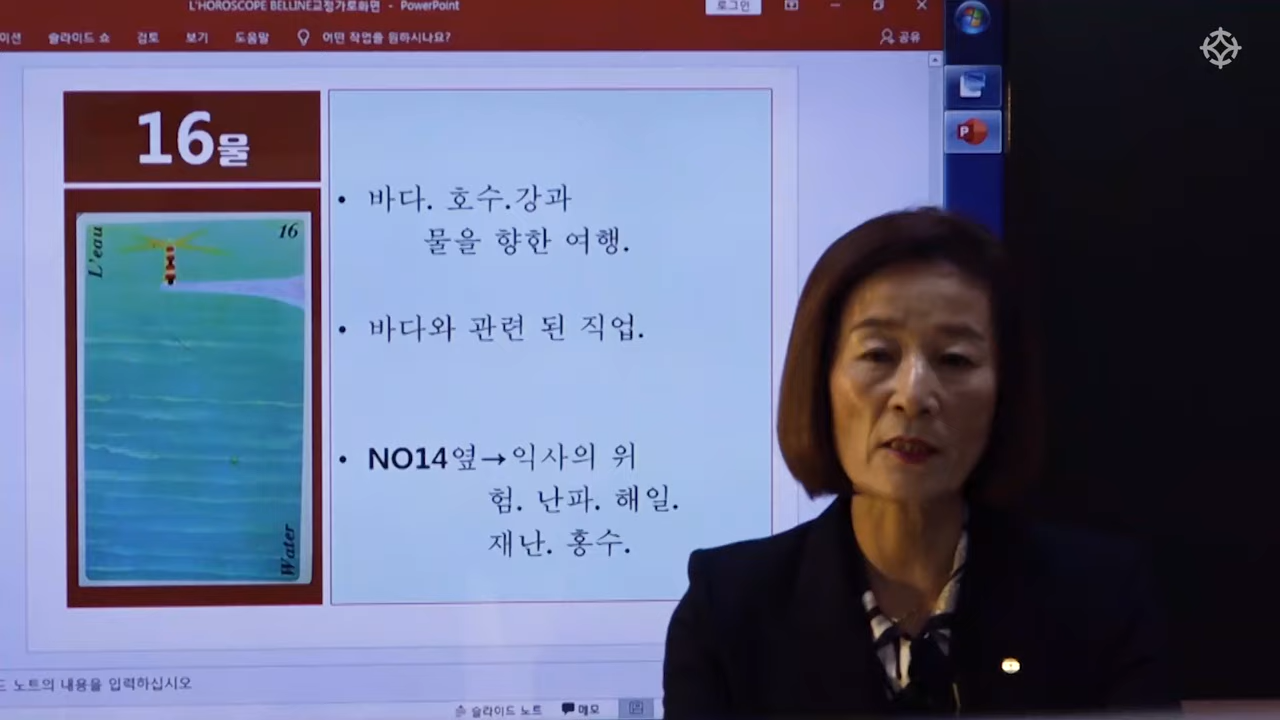 L'HOROSCOPE BELLINE교정가로화면 - PowerPoint
로그인
슬라이드 쇼 검토 보기 도움말 어떤 작업을 원하시나요? 공유
16물
L'eau
16
Water
• 바다. 호수.강과
물을 향한 여행.
• 바다와 관련 된 직업.
• NO14옆→익사의 위
험. 난파. 해일.
재난. 홍수.
노트의 내용을 입력하십시오
슬라이드 노트 메모